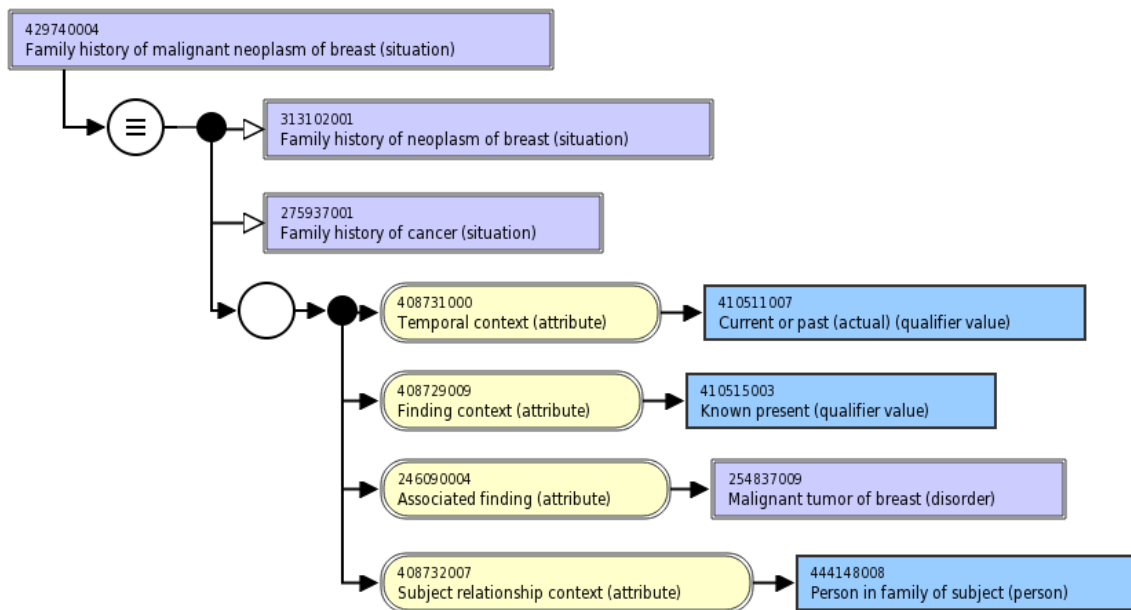 429740004
Family history of malignant neoplasm of breast (situation)
313102001
Family history of neoplasm of breast (situation)
275937001
Family history of cancer (situation)
408731000
Temporal context (attribute)
410511007
Current or past (actual) (qualifier value)
408729009
Finding context (attribute)
410515003
Known present (qualifier value)
246090004
Associated finding (attribute)
254837009
Malignant tumor of breast (disorder)
408732007
Subject relationship context (attribute)
444148008
Person in family of subject (person)